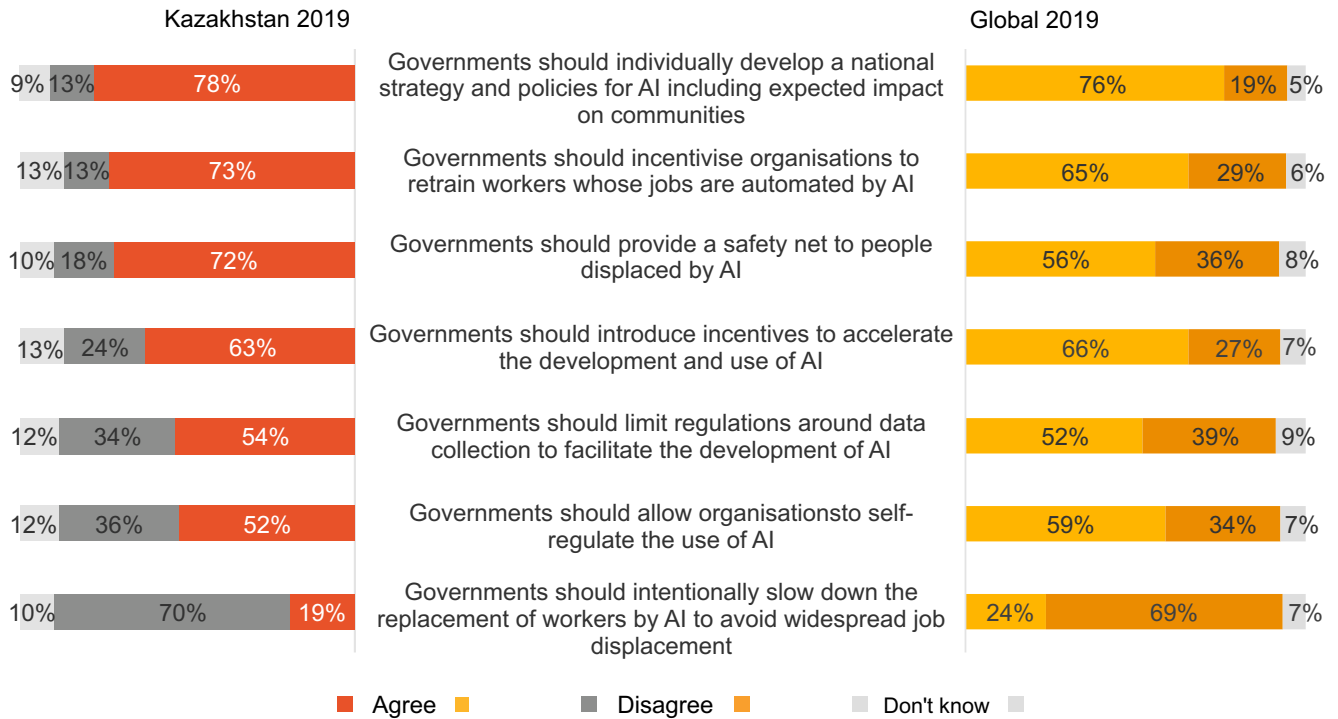 Kazakhstan 2019
Global 2019
9% 13% 78%
Governments should individually develop a national
strategy and policies for AI including expected impact
on communities
76% 19% 5%
13% 13% 73%
Governments should incentivise organisations to
retrain workers whose jobs are automated by AI
65% 29% 6%
10% 18% 72%
Governments should provide a safety net to people
displaced by AI
56% 36% 8%
13% 24% 63%
Governments should introduce incentives to accelerate
the development and use of AI
66% 27% 7%
12% 34% 54%
Governments should limit regulations around data
collection to facilitate the development of AI
52% 39% 9%
12% 36% 52%
Governments should allow organisationsto self-
regulate the use of AI
59% 34% 7%
10% 70% 19%
Governments should intentionally slow down the
replacement of workers by AI to avoid widespread job
displacement
24% 69% 7%
Agree Disagree Don't know